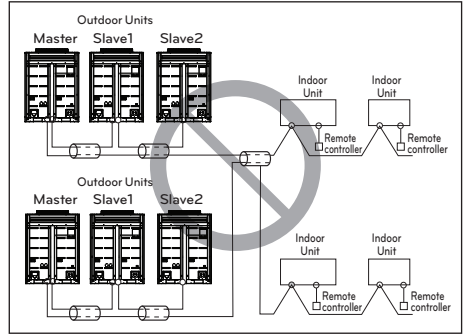 Outdoor Units
Master Slave1 Slave2
Indoor
Unit
Indoor
Unit
Remote
controller
Remote
controller
Outdoor Units
Master Slave1 Slave2
Indoor
Unit
Indoor
Unit
Remote
controller
Remote
controller